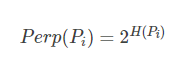 Perp(P_i) = 2^{H(P_i)}